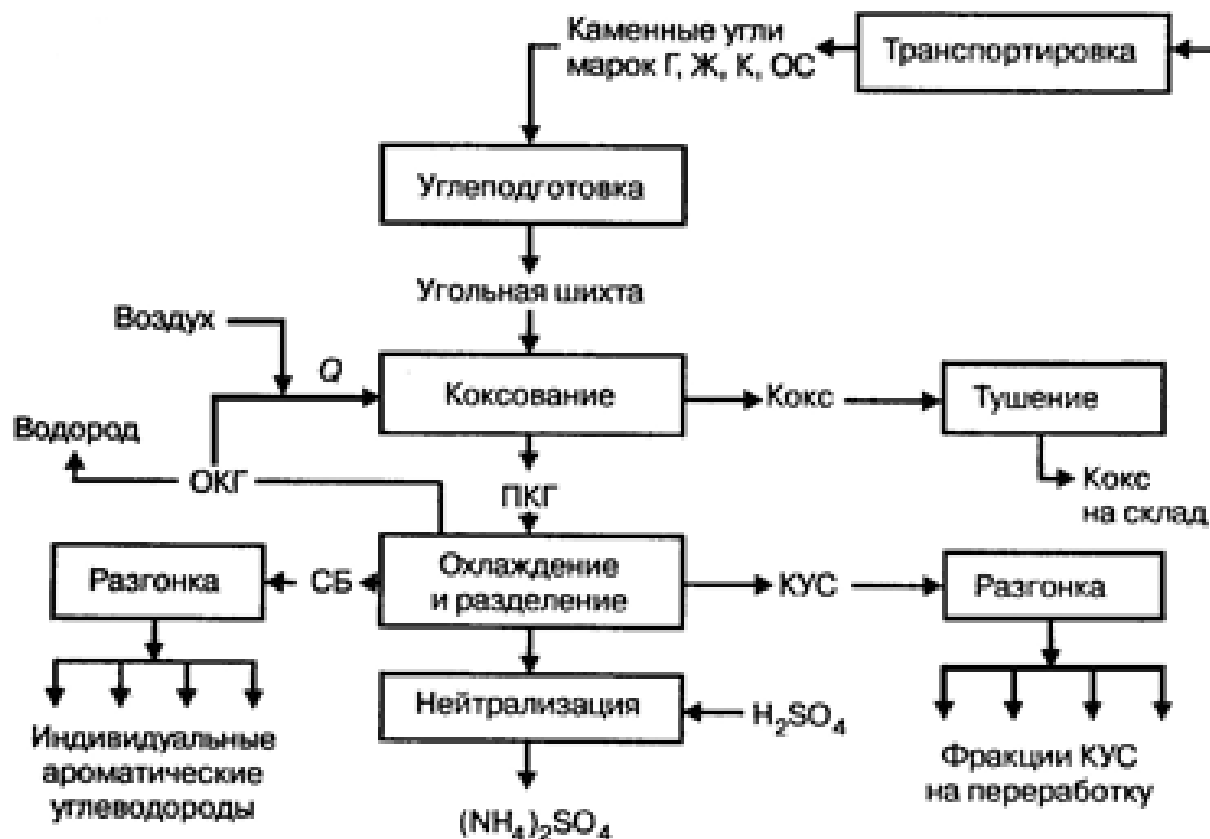 Каменные угли
марок Г, Ж, К, ОС
Транспортировка
Углеподготовка
Угольная шихта
Воздух
Q
Коксование
Кокс
Тушение
Водород
ОКГ
ПКГ
Кокс
на склад
Разгонка
СБ
Охлаждение
и разделение
КУС
Разгонка
Нейтрализация
H₂SO₄
Индивидуальные
ароматические
углеводороды
Фракции КУС
на переработку
(NH₄)₂SO₄